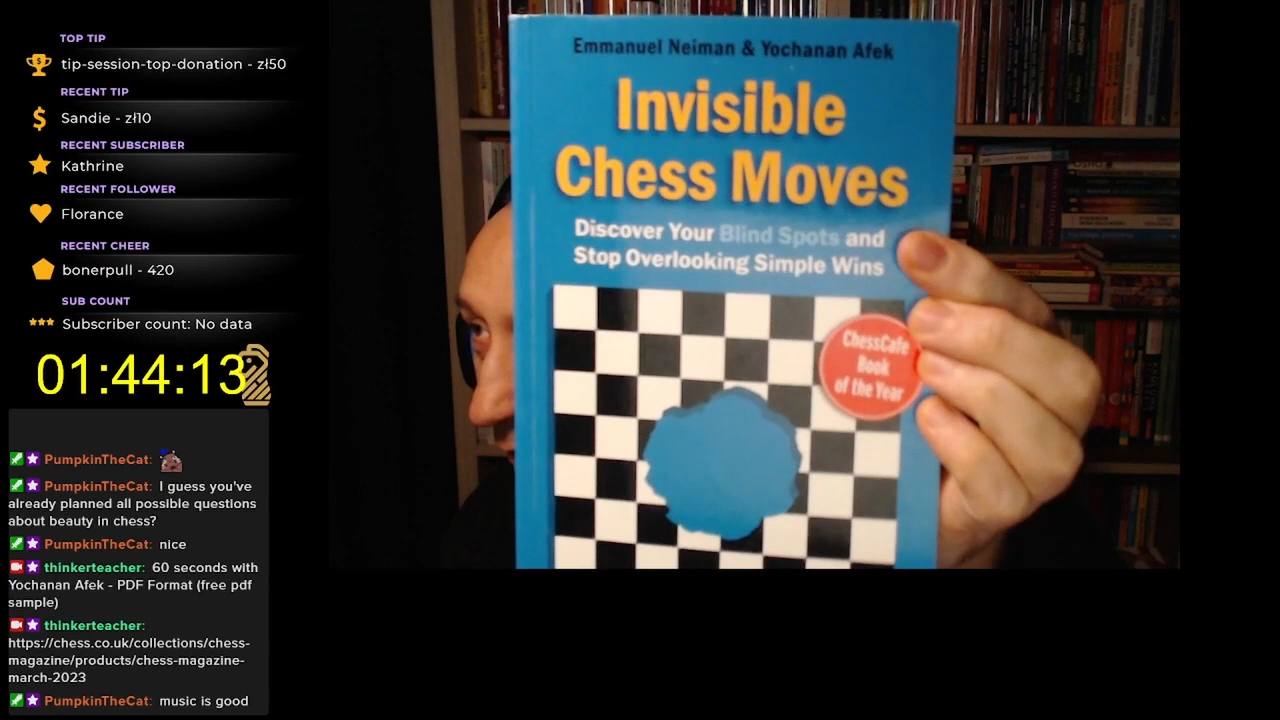 TOP TIP
tip-session-top-donation - zł50
RECENT TIP
Sandie - zł10
RECENT SUBSCRIBER
Kathrine
RECENT FOLLOWER
Florance
RECENT CHEER
bonerpull - 420
SUB COUNT
Subscriber count: No data
01:44:13
PumpkinTheCat:
PumpkinTheCat: I guess you've
already planned all possible questions
about beauty in chess?
PumpkinTheCat: nice
thinkerteacher: 60 seconds with
Yochanan Afek - PDF Format (free pdf
sample)
thinkerteacher:
https://chess.co.uk/collections/chess-
magazine/products/chess-magazine-
march-2023
PumpkinTheCat: music is good
Emmanuel Neiman & Yochanan Afek
Invisible
Chess Moves
Discover Your Blind Spots and
Stop Overlooking Simple Wins
ChessCafe
Book
of the Year